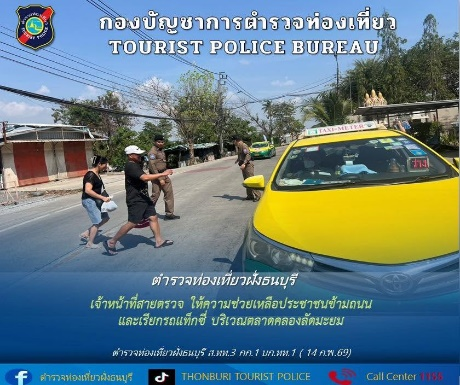 กองบัญชาการตำรวจท่องเที่ยว
TOURIST POLICE BUREAU
TAXI-METER
ตำรวจท่องเที่ยวฝั่งธนบุรี
เจ้าหน้าที่สายตรวจ ให้ความช่วยเหลือประชาชนข้ามถนน
และเรียกรถแท็กซี่ บริเวณตลาดคลองลัดมะยม
ตำรวจท่องเที่ยวฝั่งธนบุรี ส.ทท.3 กก.1 บก.ทท.1 ( 14 ก.พ.69)
ตำรวจท่องเที่ยวฝั่งธนบุรี
THONBURI TOURIST POLICE
Call Center 1155